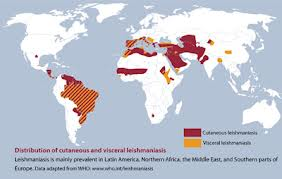 Cutaneous leishmaniasis
Visceral leishmaniasis
Distribution of cutaneous and visceral leishmaniasis
Leishmaniasis is mainly prevalent in Latin America, Northern Africa, the Middle East, and Southern parts of
Europe. Data adapted from WHO: www.who.int/leishmaniasis